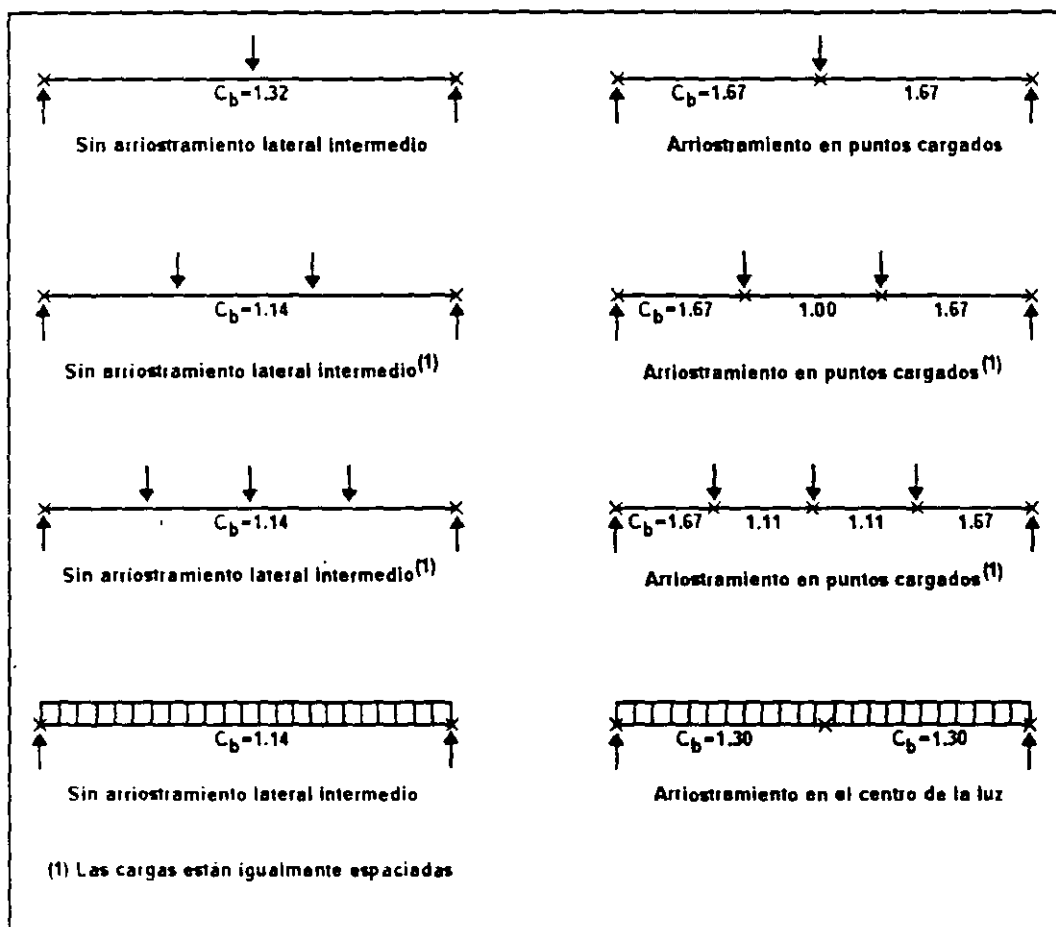 C_b=1.32
Sin arriostramiento lateral intermedio
C_b=1.67 1.67
Arriostramiento en puntos cargados
C_b=1.14
Sin arriostramiento lateral intermedio(1)
C_b=1.67 1.00 1.67
Arriostramiento en puntos cargados(1)
C_b=1.14
Sin arriostramiento lateral intermedio(1)
C_b=1.67 1.11 1.11 1.67
Arriostramiento en puntos cargados(1)
C_b=1.14
Sin arriostramiento lateral intermedio
C_b=1.30 C_b=1.30
Arriostramiento en el centro de la luz
(1) Las cargas están igualmente espaciadas